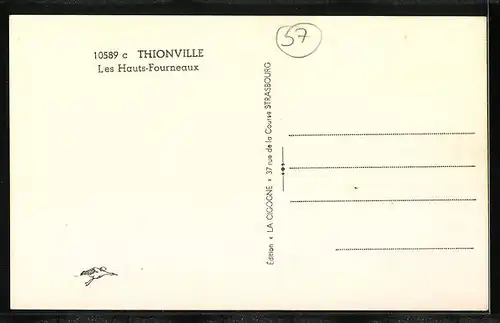 10589 c THIONVILLE
Les Hauts-Fourneaux
57
Édition « LA CIGOGNE » 37 rue de la Course STRASBOURG